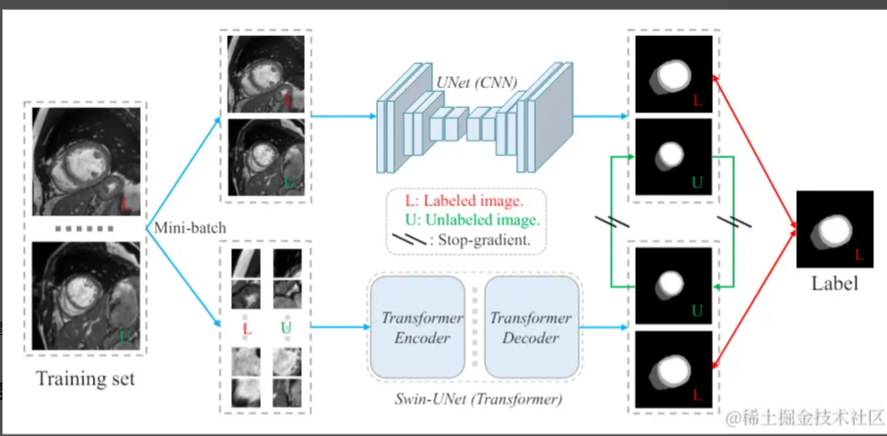 L
U
Training set
Mini-batch
L
U
L
U
UNet (CNN)
L: Labeled image.
U: Unlabeled image.
: Stop-gradient.
Transformer
Encoder
Transformer
Decoder
Swin-UNet (Transformer)
L
U
U
L
L
Label
@稀土掘金技术社区